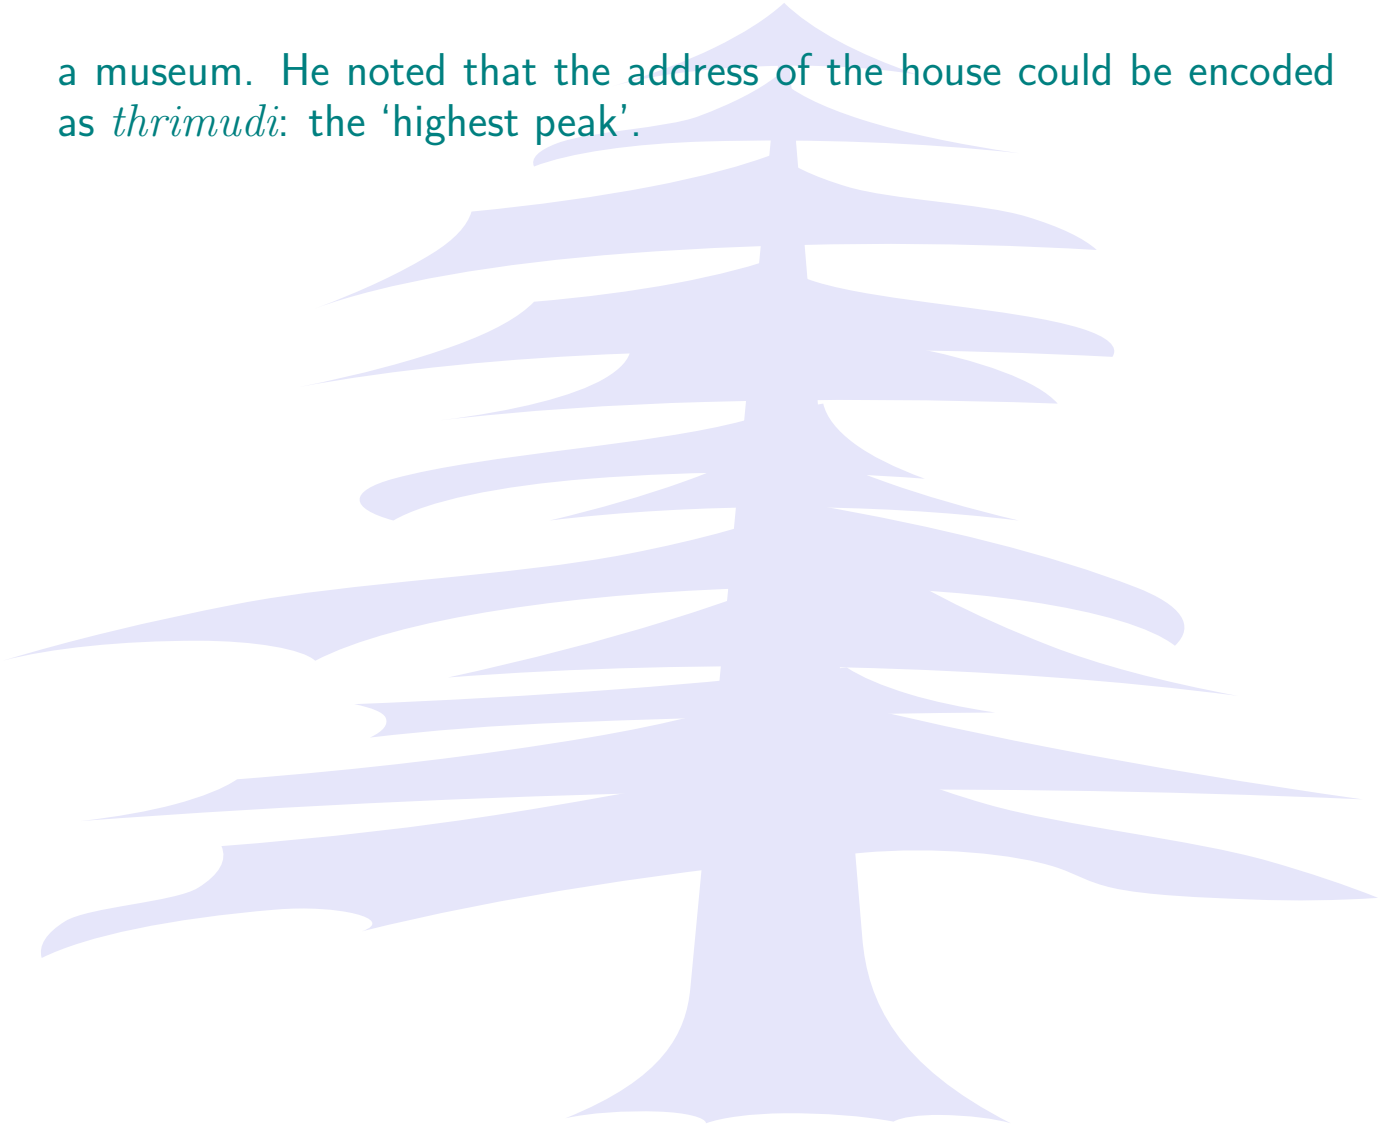 a museum. He noted that the address of the house could be encoded
as thrimudi: the ‘highest peak’.